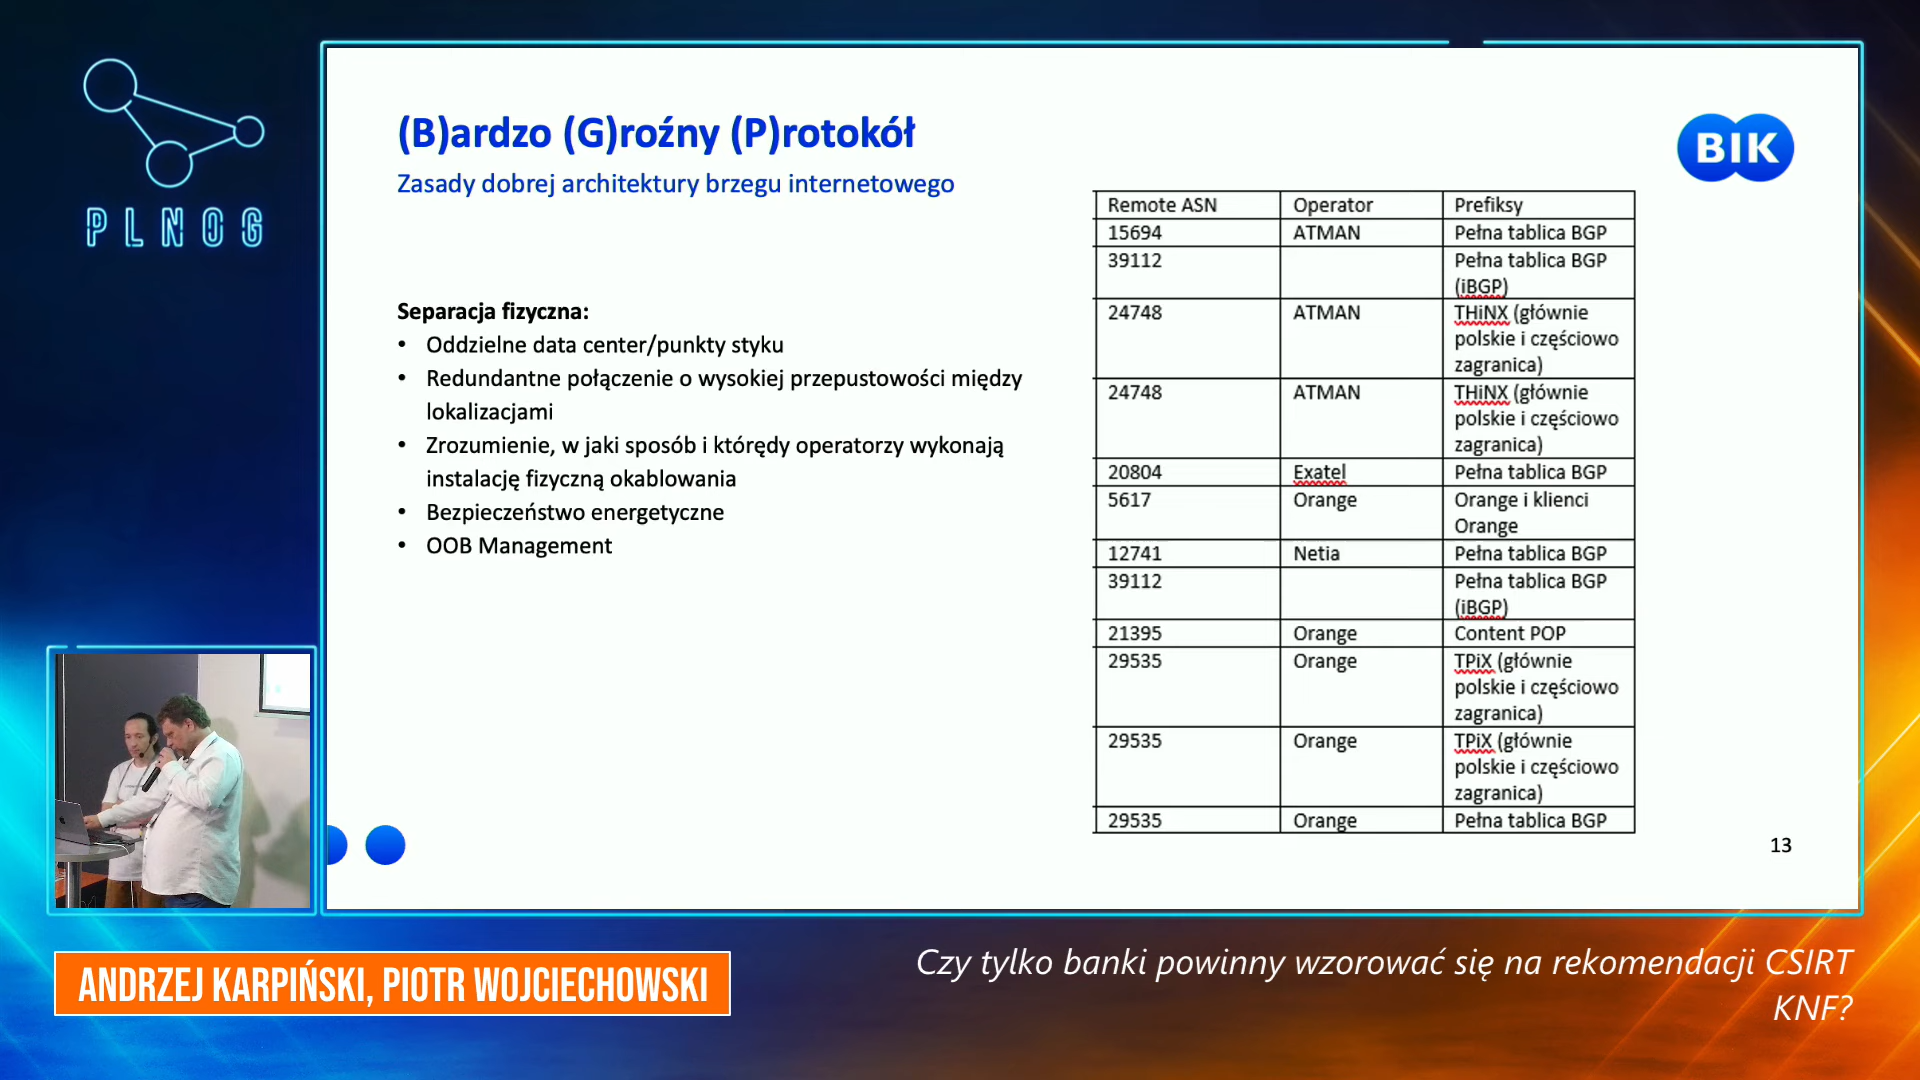 PLNOG
(B)ardzo (G)roźny (P)rotokół
Zasady dobrej architektury brzegu internetowego
BIK
Separacja fizyczna:
• Oddzielne data center/punkty styku
• Redundantne połączenie o wysokiej przepustowości między
lokalizacjami
• Zrozumienie, w jaki sposób i którędy operatorzy wykonają
instalację fizyczną okablowania
• Bezpieczeństwo energetyczne
• OOB Management
Remote ASN Operator Prefiksy
15694 ATMAN Pełna tablica BGP
39112 Pełna tablica BGP
(iBGP)
24748 ATMAN THiNX (głównie
polskie i częściowo
zagranica)
24748 ATMAN THiNX (głównie
polskie i częściowo
zagranica)
20804 Exatel Pełna tablica BGP
5617 Orange Orange i klienci
Orange
12741 Netia Pełna tablica BGP
39112 Pełna tablica BGP
(iBGP)
21395 Orange Content POP
29535 Orange TPiX (głównie
polskie i częściowo
zagranica)
29535 Orange TPiX (głównie
polskie i częściowo
zagranica)
29535 Orange Pełna tablica BGP
13
ANDRZEJ KARPIŃSKI, PIOTR WOJCIECHOWSKI
Czy tylko banki powinny wzorować się na rekomendacji CSIRT
KNF?